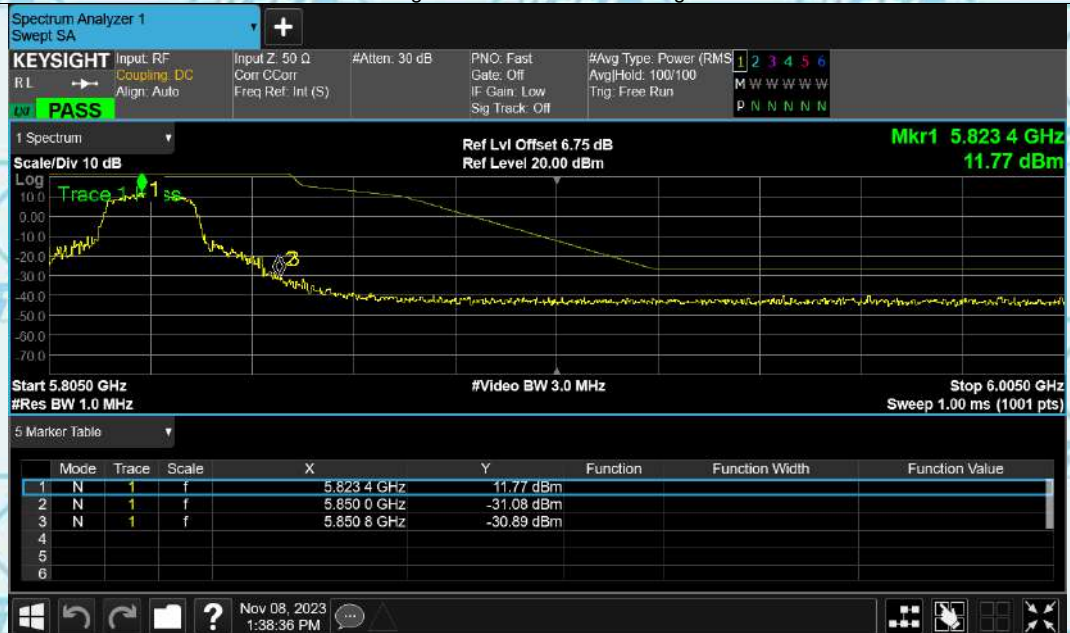 Spectrum Analyzer 1
Swept SA
+
KEYSIGHT
Input: RF
Coupling: DC
Align: Auto
RL
LXI
PASS
Input Z: 50 Ω
Corr CCorr
Freq Ref: Int (S)
#Atten: 30 dB
PNO: Fast
Gate: Off
IF Gain: Low
Sig Track: Off
#Avg Type: Power (RMS
Avg|Hold: 100/100
Trig: Free Run
1 2 3 4 5 6
M W W W W W
P N N N N N
1 Spectrum
Scale/Div 10 dB
Ref Lvl Offset 6.75 dB
Ref Level 20.00 dBm
Mkr1 5.823 4 GHz
11.77 dBm
Log
10.0
0.00
-10.0
-20.0
-30.0
-40.0
-50.0
-60.0
-70.0
1
3
Start 5.8050 GHz
#Res BW 1.0 MHz
#Video BW 3.0 MHz
Stop 6.0050 GHz
Sweep 1.00 ms (1001 pts)
5 Marker Table
Mode Trace Scale X Y Function Function Width Function Value
1 N 1 f 5.823 4 GHz 11.77 dBm
2 N 1 f 5.850 0 GHz -31.08 dBm
3 N 1 f 5.850 8 GHz -30.89 dBm
4
5
6
?
Nov 08, 2023
1:38:36 PM